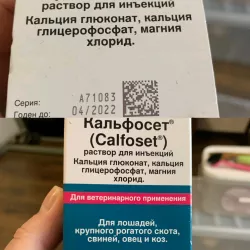 раствор для инъекций
Кальция глюконат, кальция
глицерофосфат, магния
хлорид.
Серия: A71083
Годен до: 04/2022
Кальфосет®
(Calfoset®)
раствор для инъекций
Кальция глюконат, кальция
глицерофосфат, магния
хлорид.
Для ветеринарного применения
Для лошадей,
крупного рогатого скота,
свиней, овец и коз.